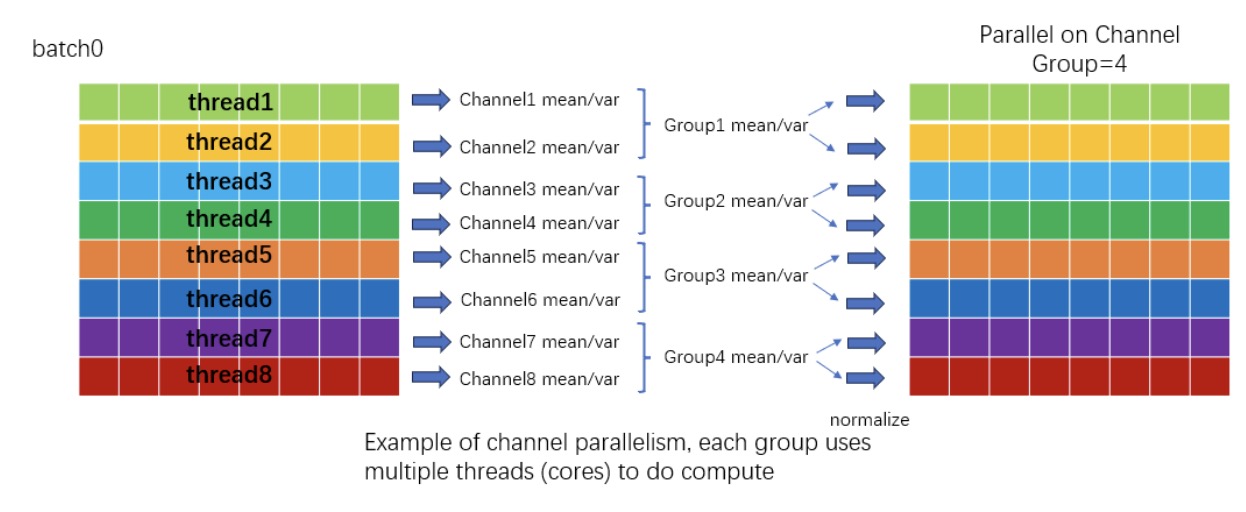 batch0
Parallel on Channel
Group=4
thread1
thread2
thread3
thread4
thread5
thread6
thread7
thread8
Channel1 mean/var
Channel2 mean/var
Channel3 mean/var
Channel4 mean/var
Channel5 mean/var
Channel6 mean/var
Channel7 mean/var
Channel8 mean/var
Group1 mean/var
Group2 mean/var
Group3 mean/var
Group4 mean/var
normalize
Example of channel parallelism, each group uses
multiple threads (cores) to do compute